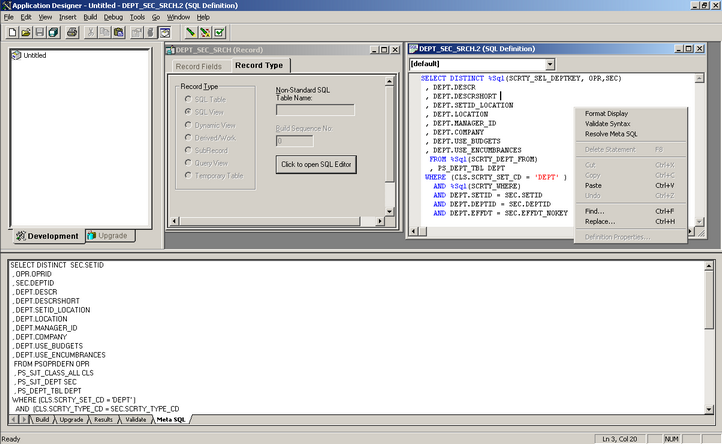 Application Designer - Untitled - DEPT_SEC_SRCH.2 (SQL Definition)
File Edit View Insert Build Debug Tools Go Window Help
Untitled
Development
Upgrade
DEPT_SEC_SRCH (Record)
Record Fields
Record Type
Record Type
SQL Table
SQL View
Dynamic View
Derived/Work
SubRecord
Query View
Temporary Table
Non-Standard SQL
Table Name:
Build Sequence No:
0
Click to open SQL Editor
DEPT_SEC_SRCH.2 (SQL Definition)
[default]
SELECT DISTINCT %Sql(SCRTY_SEL_DEPTKEY, OPR,SEC)
, DEPT.DESCR
, DEPT.DESCRSHORT
, DEPT.SETID_LOCATION
, DEPT.LOCATION
, DEPT.MANAGER_ID
, DEPT.COMPANY
, DEPT.USE_BUDGETS
, DEPT.USE_ENCUMBRANCES
FROM %Sql(SCRTY_DEPT_FROM)
, PS_DEPT_TBL DEPT
WHERE (CLS.SCRTY_SET_CD = 'DEPT' )
AND %Sql(SCRTY_WHERE)
AND DEPT.SETID = SEC.SETID
AND DEPT.DEPTID = SEC.DEPTID
AND DEPT.EFFDT = SEC.EFFDT_NOKEY
Format Display
Validate Syntax
Resolve Meta SQL
Delete Statement F8
Cut Ctrl+X
Copy Ctrl+C
Paste Ctrl+V
Undo Ctrl+Z
Find... Ctrl+F
Replace... Ctrl+H
Definition Properties...
SELECT DISTINCT SEC.SETID
, OPR.OPRID
, SEC.DEPTID
, DEPT.DESCR
, DEPT.DESCRSHORT
, DEPT.SETID_LOCATION
, DEPT.LOCATION
, DEPT.MANAGER_ID
, DEPT.COMPANY
, DEPT.USE_BUDGETS
, DEPT.USE_ENCUMBRANCES
FROM PSOPRDEFN OPR
, PS_SJT_CLASS_ALL CLS
, PS_SJT_DEPT SEC
, PS_DEPT_TBL DEPT
WHERE (CLS.SCRTY_SET_CD = 'DEPT' )
AND (CLS.SCRTY_TYPE_CD = SEC.SCRTY_TYPE_CD
Build Upgrade Results Validate Meta SQL
Ready
Ln 3, Col 20
NUM